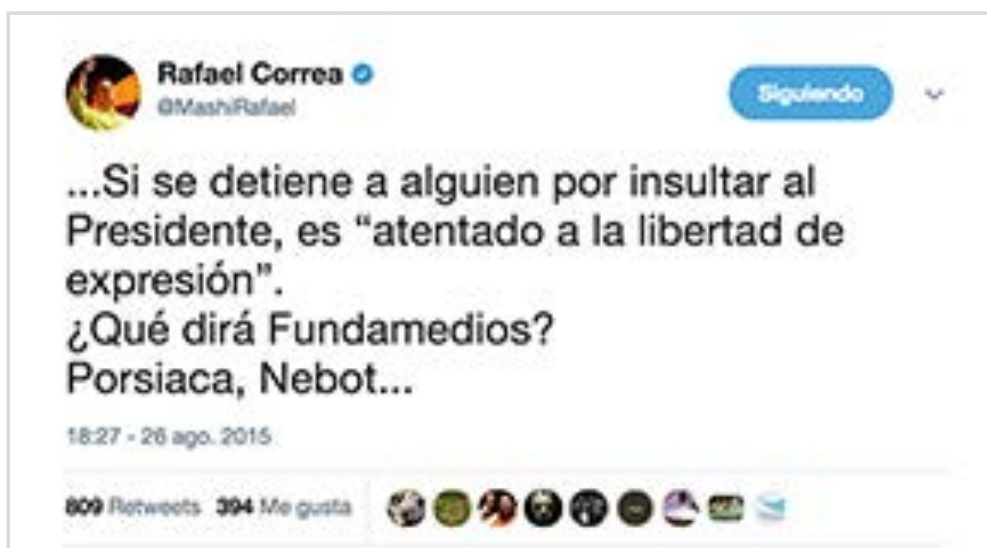 Rafael Correa
@MashiRafael
Siguiendo
...Si se detiene a alguien por insultar al
Presidente, es “atentado a la libertad de
expresión”.
¿Qué dirá Fundamedios?
Porsiaca, Nebot...
18:27 - 26 ago. 2015
809 Retweets 394 Me gusta